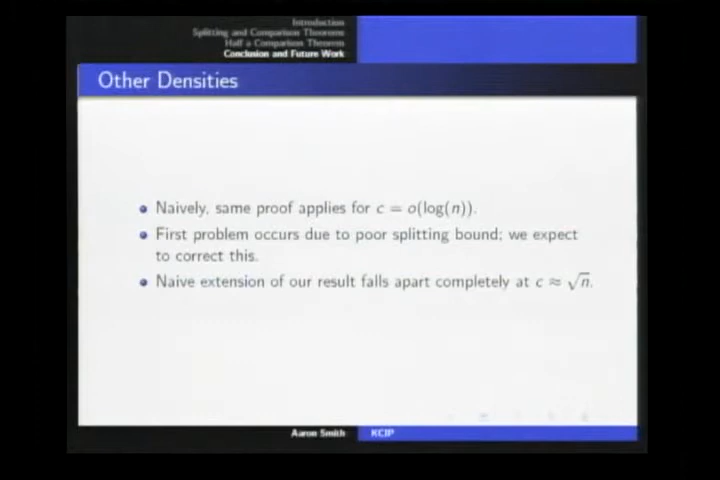 Introduction
Splitting and Comparison Theorems
Half a Comparison Theorem
Conclusion and Future Work
Other Densities
Naively, same proof applies for c = o(log(n)).
First problem occurs due to poor splitting bound; we expect
to correct this.
Naive extension of our result falls apart completely at c ≈ √n.
Aaron Smith KCIP